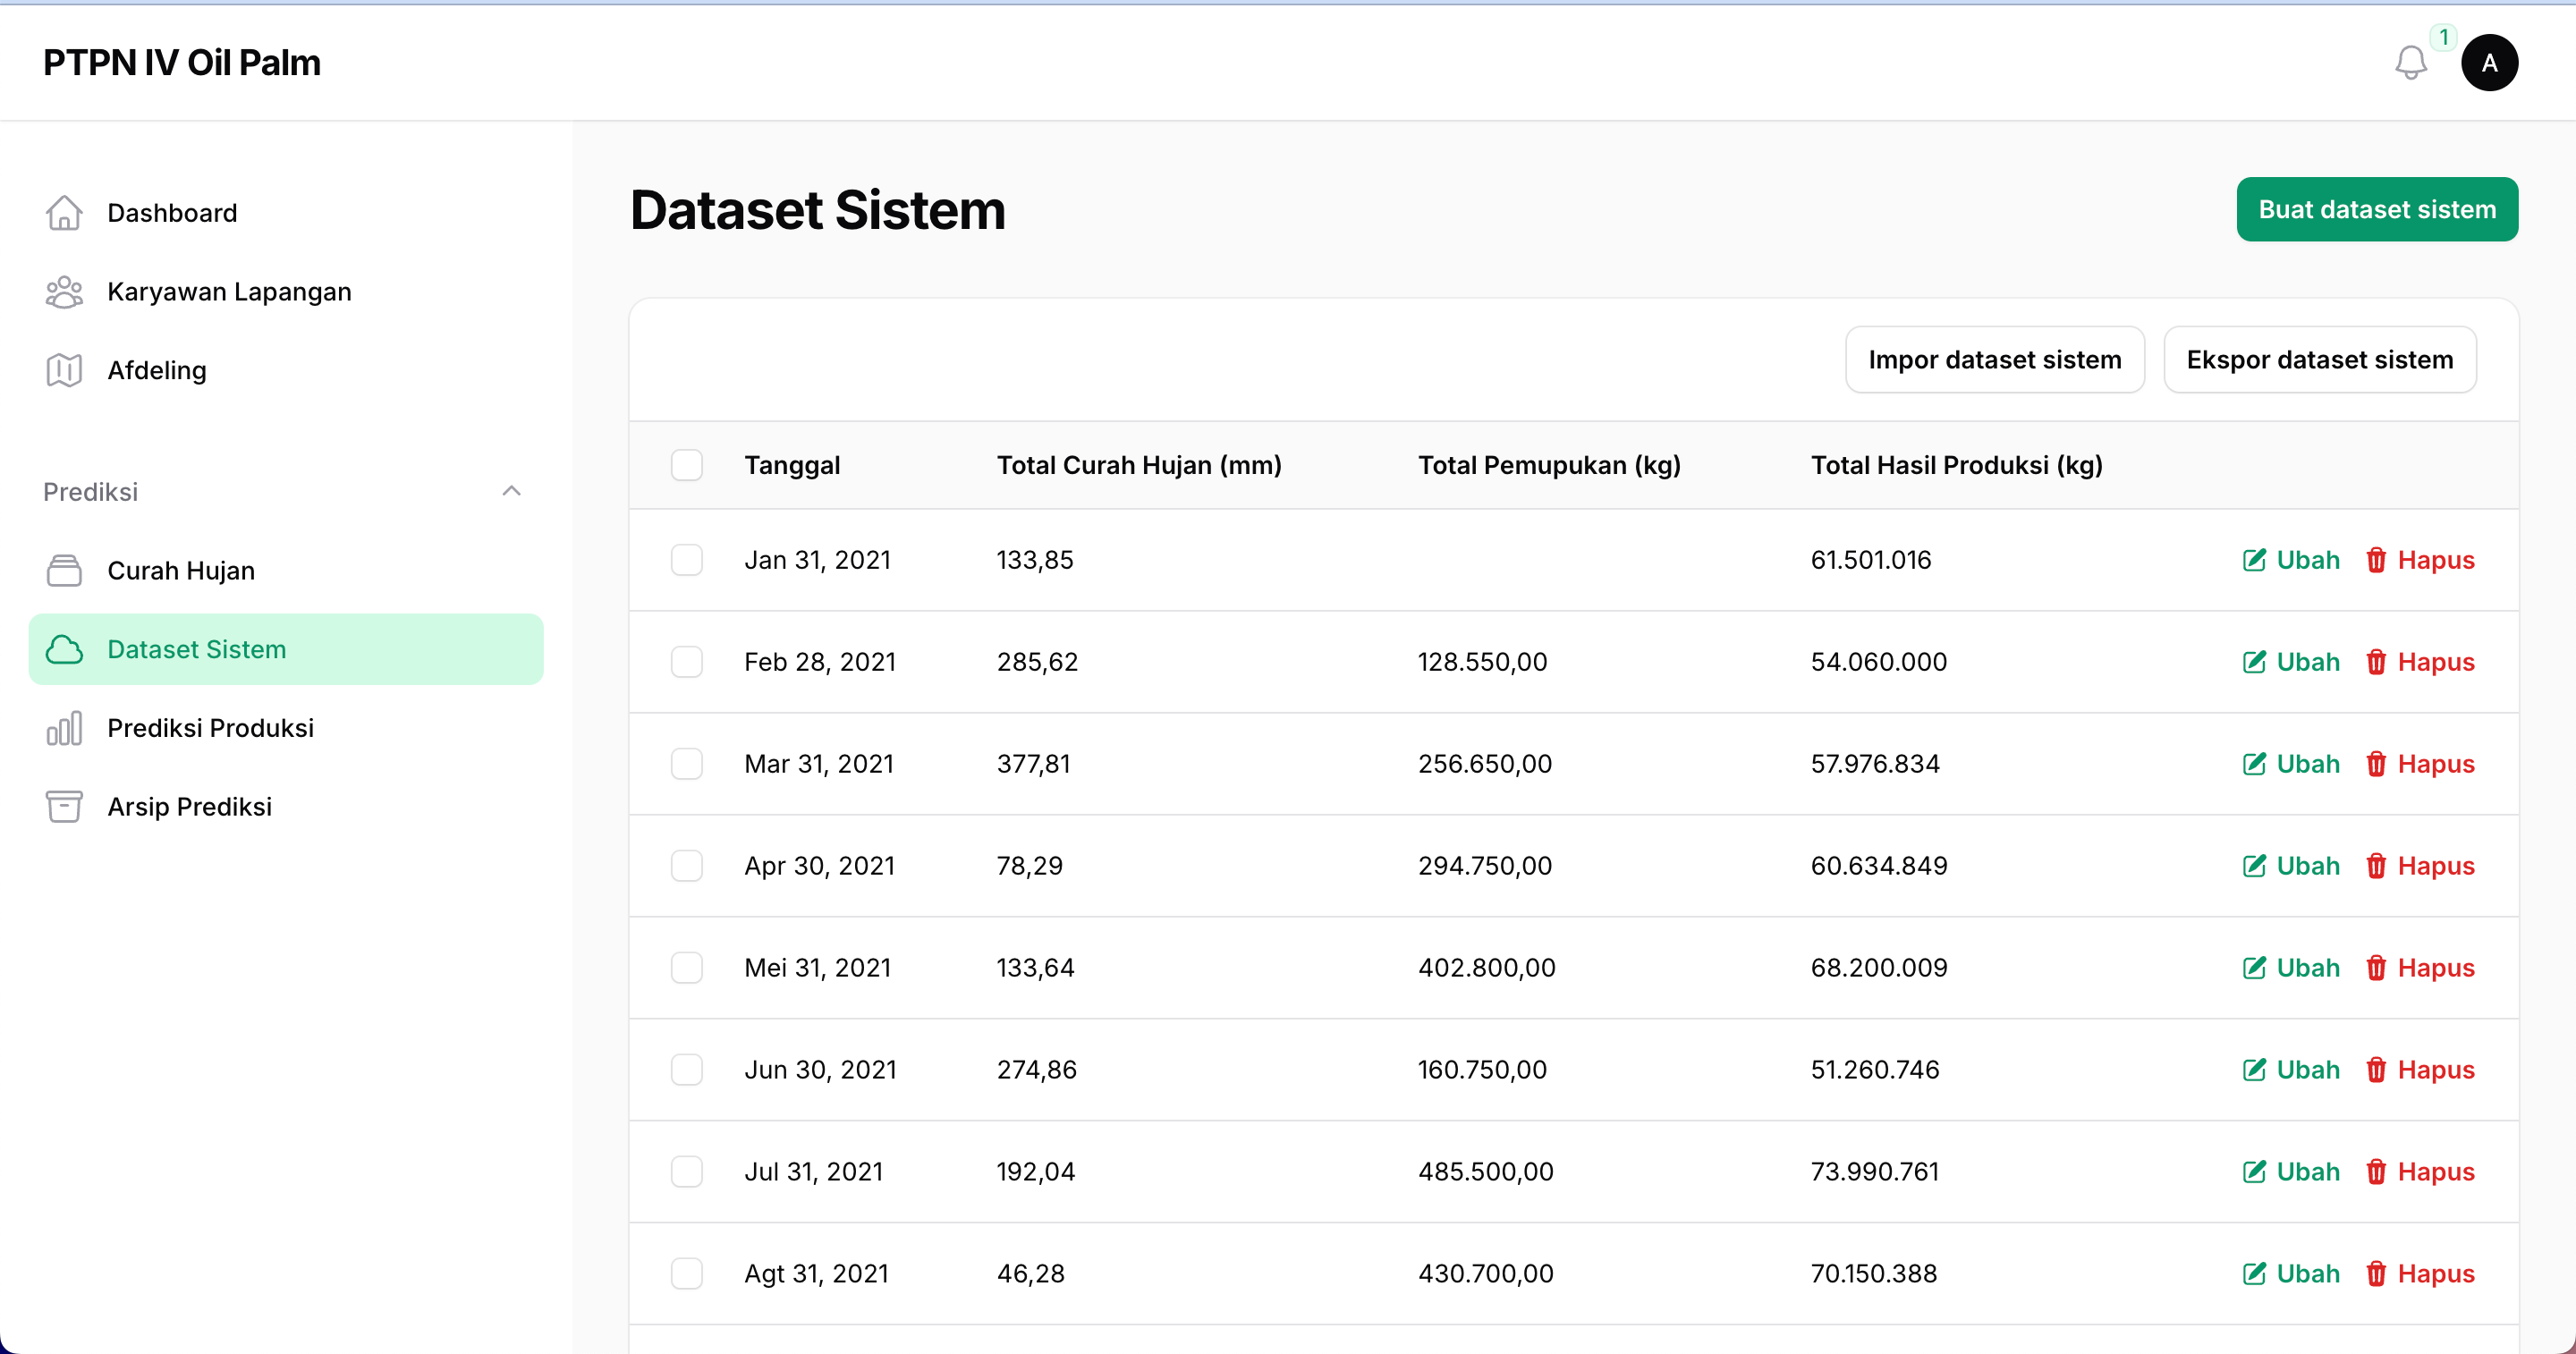 PTPN IV Oil Palm
1
A
Dashboard
Karyawan Lapangan
Afdeling
Prediksi
Curah Hujan
Dataset Sistem
Prediksi Produksi
Arsip Prediksi
Dataset Sistem
Buat dataset sistem
Impor dataset sistem Ekspor dataset sistem
Tanggal Total Curah Hujan (mm) Total Pemupukan (kg) Total Hasil Produksi (kg)
Jan 31, 2021 133,85 61.501.016 Ubah Hapus
Feb 28, 2021 285,62 128.550,00 54.060.000 Ubah Hapus
Mar 31, 2021 377,81 256.650,00 57.976.834 Ubah Hapus
Apr 30, 2021 78,29 294.750,00 60.634.849 Ubah Hapus
Mei 31, 2021 133,64 402.800,00 68.200.009 Ubah Hapus
Jun 30, 2021 274,86 160.750,00 51.260.746 Ubah Hapus
Jul 31, 2021 192,04 485.500,00 73.990.761 Ubah Hapus
Agt 31, 2021 46,28 430.700,00 70.150.388 Ubah Hapus